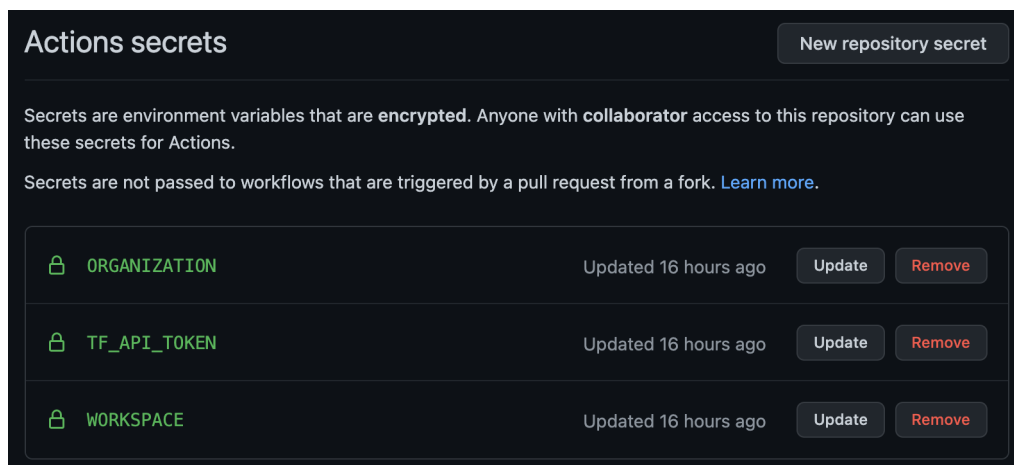 Actions secrets
New repository secret
Secrets are environment variables that are encrypted. Anyone with collaborator access to this repository can use
these secrets for Actions.
Secrets are not passed to workflows that are triggered by a pull request from a fork. Learn more.
ORGANIZATION Updated 16 hours ago Update Remove
TF_API_TOKEN Updated 16 hours ago Update Remove
WORKSPACE Updated 16 hours ago Update Remove